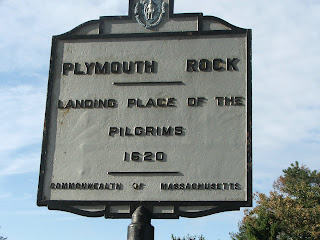 PLYMOUTH ROCK
LANDING PLACE OF THE
PILGRIMS
1620
COMMONWEALTH OF MASSACHUSETTS